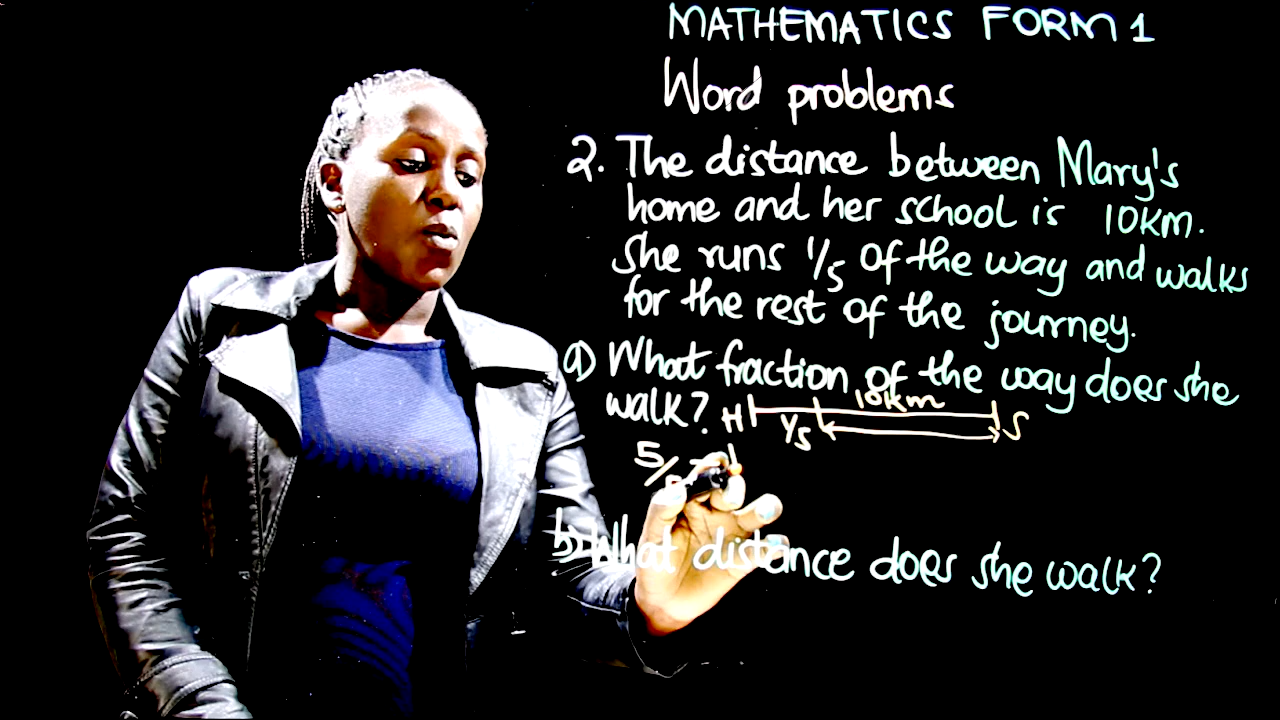 MATHEMATICS FORM 1
Word problems
2. The distance between Mary's
home and her school is 10km.
She runs 1/5 of the way and walks
for the rest of the journey.
a) What fraction of the way does she
walk?
10km
H 1/5 S
5/
b) What distance does she walk?